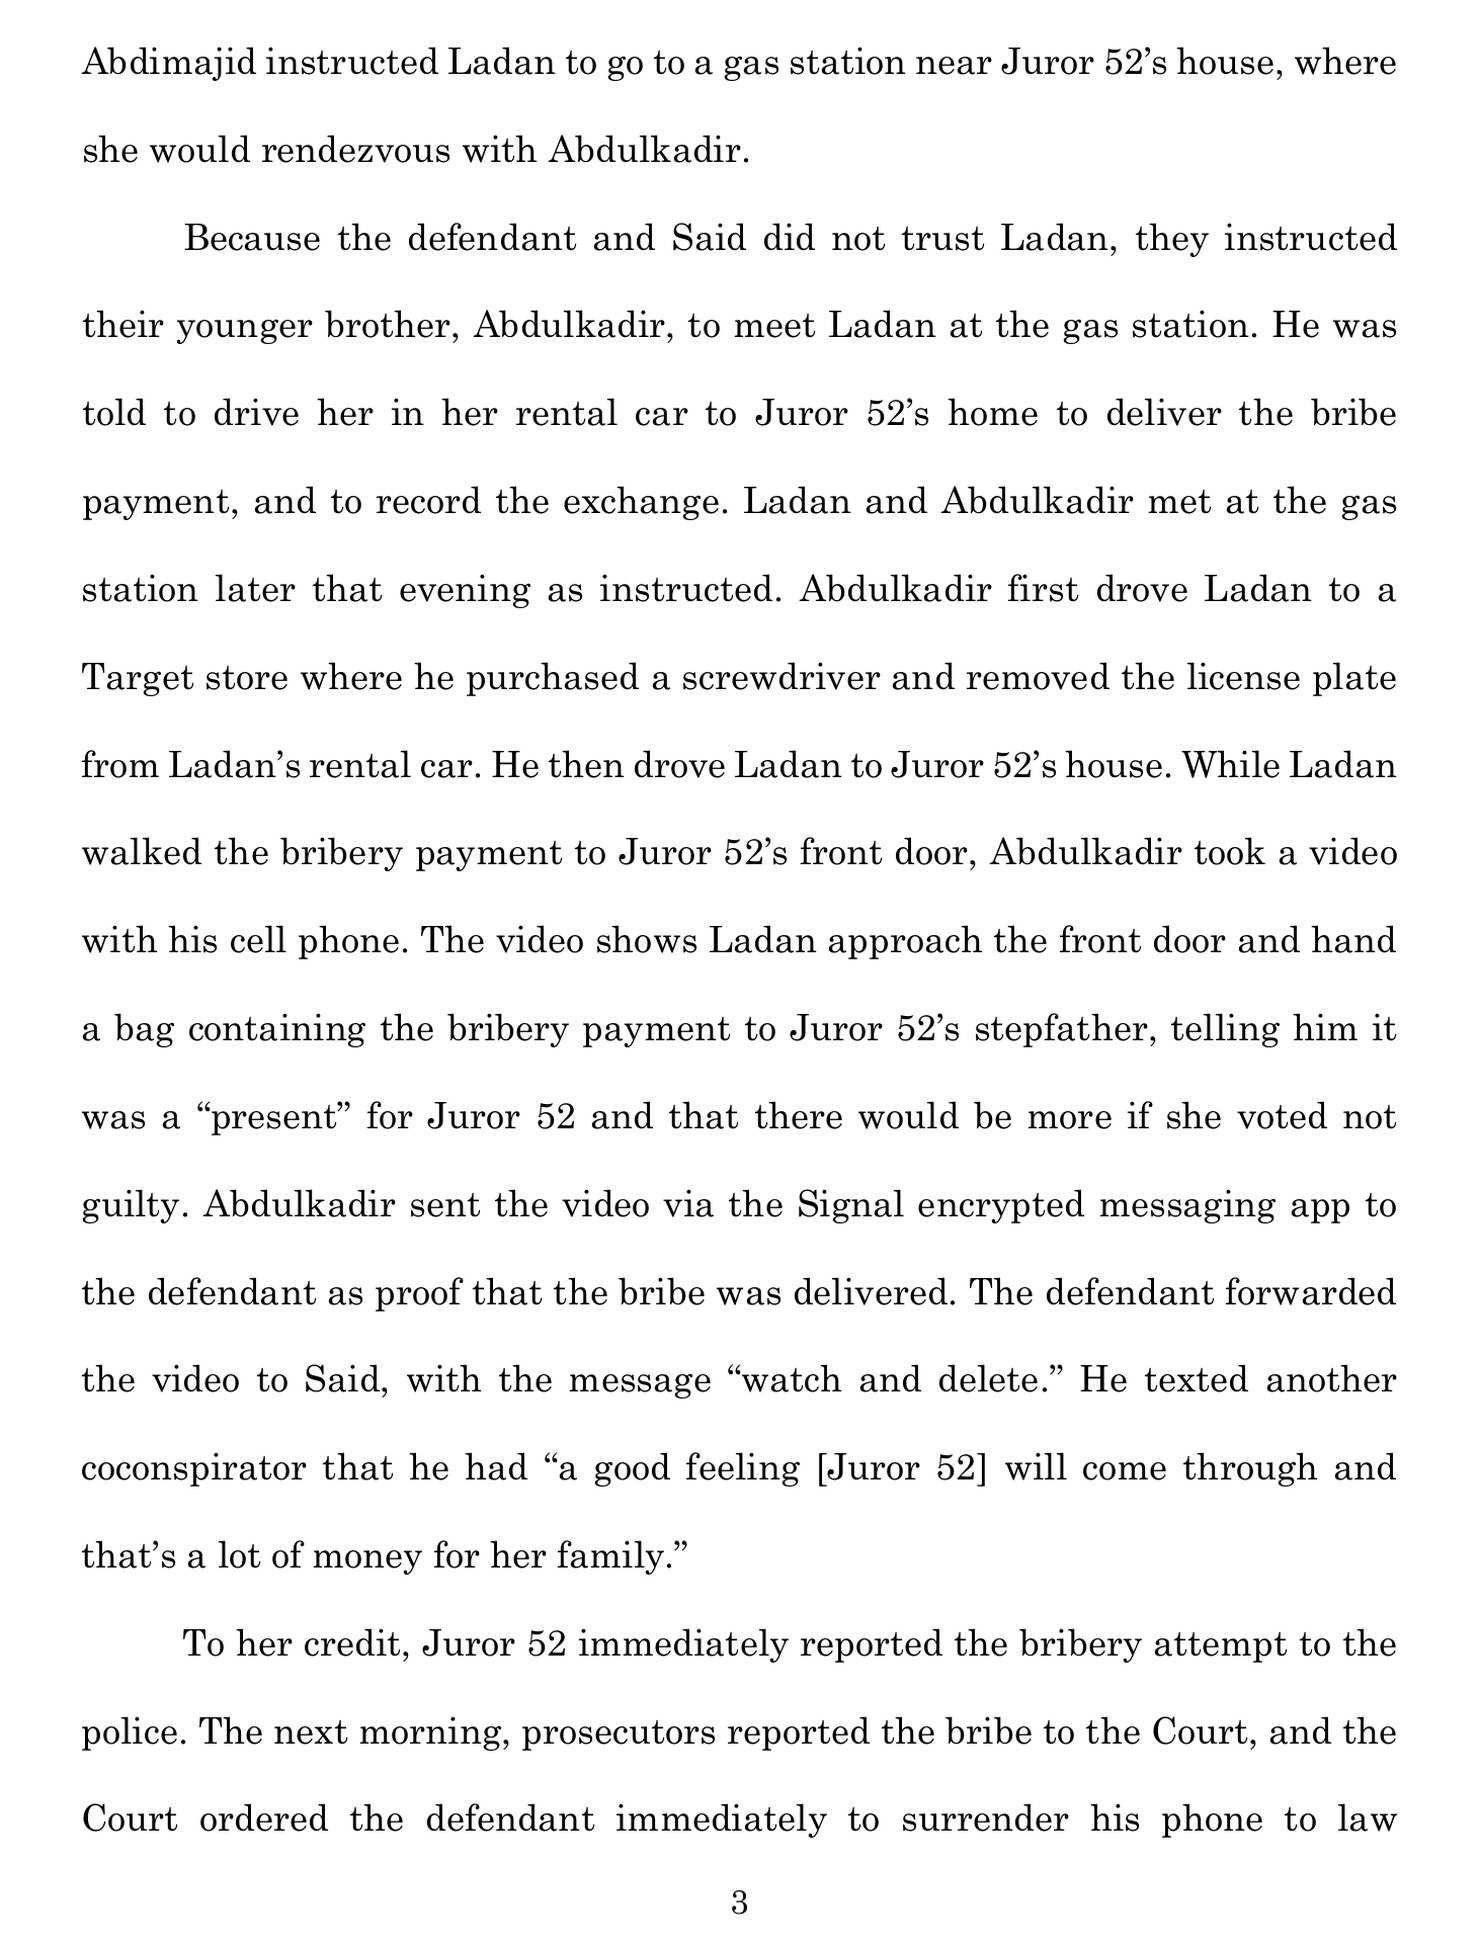 Abdimajid instructed Ladan to go to a gas station near Juror 52’s house, where
she would rendezvous with Abdulkadir.
Because the defendant and Said did not trust Ladan, they instructed
their younger brother, Abdulkadir, to meet Ladan at the gas station. He was
told to drive her in her rental car to Juror 52’s home to deliver the bribe
payment, and to record the exchange. Ladan and Abdulkadir met at the gas
station later that evening as instructed. Abdulkadir first drove Ladan to a
Target store where he purchased a screwdriver and removed the license plate
from Ladan’s rental car. He then drove Ladan to Juror 52’s house. While Ladan
walked the bribery payment to Juror 52’s front door, Abdulkadir took a video
with his cell phone. The video shows Ladan approach the front door and hand
a bag containing the bribery payment to Juror 52’s stepfather, telling him it
was a “present” for Juror 52 and that there would be more if she voted not
guilty. Abdulkadir sent the video via the Signal encrypted messaging app to
the defendant as proof that the bribe was delivered. The defendant forwarded
the video to Said, with the message “watch and delete.” He texted another
coconspirator that he had “a good feeling [Juror 52] will come through and
that’s a lot of money for her family.”
To her credit, Juror 52 immediately reported the bribery attempt to the
police. The next morning, prosecutors reported the bribe to the Court, and the
Court ordered the defendant immediately to surrender his phone to law
3